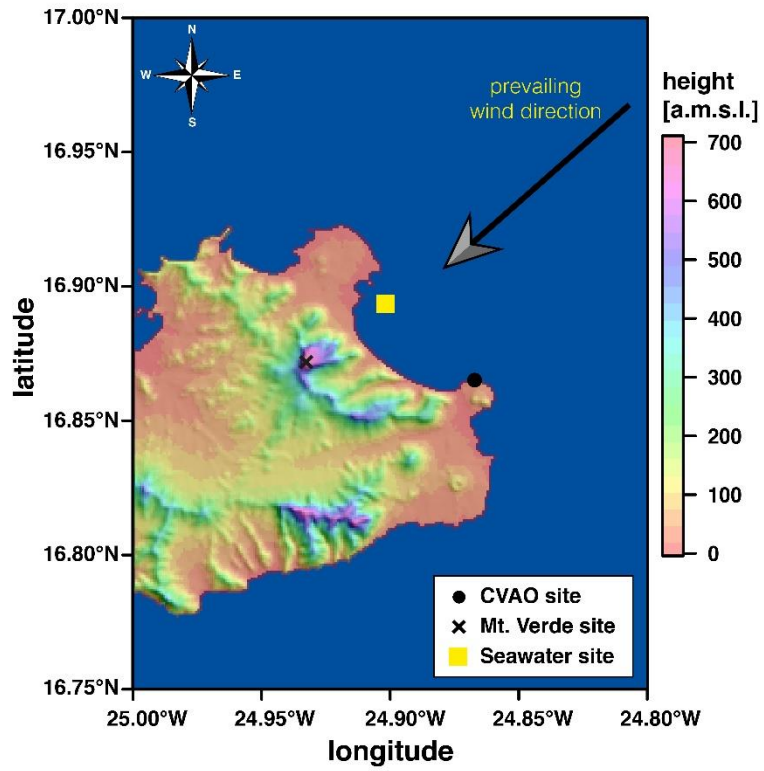 17.00°N
N
W
E
S
prevailing
wind direction
height
[a.m.s.l.]
700
16.95°N
600
16.90°N
500
latitude
400
300
16.85°N
200
100
16.80°N
0
CVAO site
Mt. Verde site
Seawater site
16.75°N
25.00°W
24.95°W
24.90°W
24.85°W
24.80°W
longitude